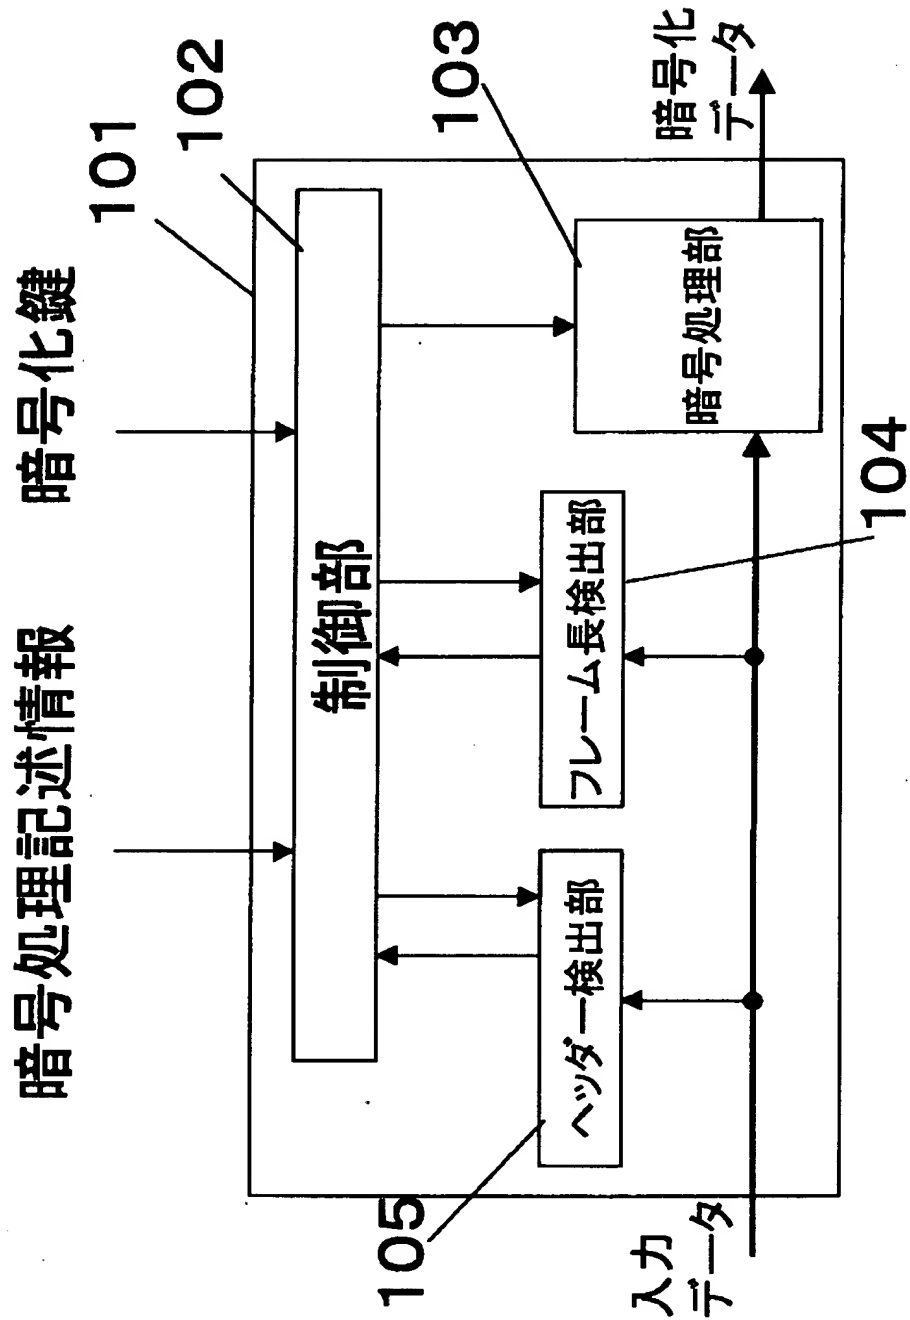 暗号処理記述情報
暗号化鍵
101
102
制御部
103
105
ヘッダー検出部
フレーム長検出部
暗号処理部
104
入力
データ
暗号化
データ